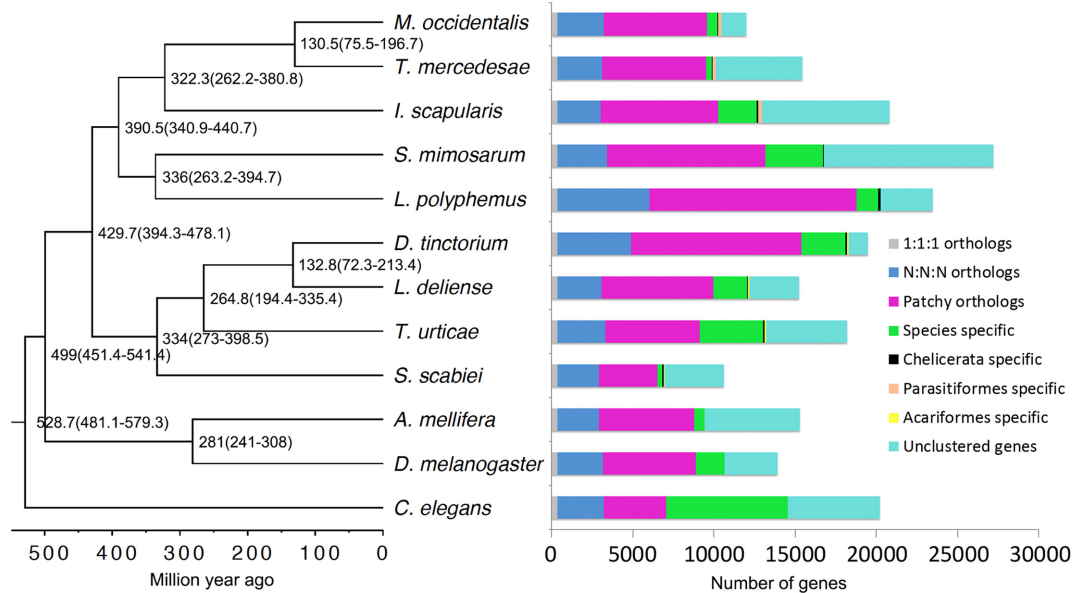 M. occidentalis
130.5(75.5-196.7)
T. mercedesae
322.3(262.2-380.8)
I. scapularis
390.5(340.9-440.7)
S. mimosarum
336(263.2-394.7)
L. polyphemus
429.7(394.3-478.1)
D. tinctorium
132.8(72.3-213.4)
L. deliense
264.8(194.4-335.4)
T. urticae
334(273-398.5)
499(451.4-541.4)
S. scabiei
A. mellifera
528.7(481.1-579.3)
281(241-308)
D. melanogaster
C. elegans
500 400 300 200 100 0
Million year ago
1:1:1 orthologs
N:N:N orthologs
Patchy orthologs
Species specific
Chelicerata specific
Parasitiformes specific
Acariformes specific
Unclustered genes
0 5000 10000 15000 20000 25000 30000
Number of genes